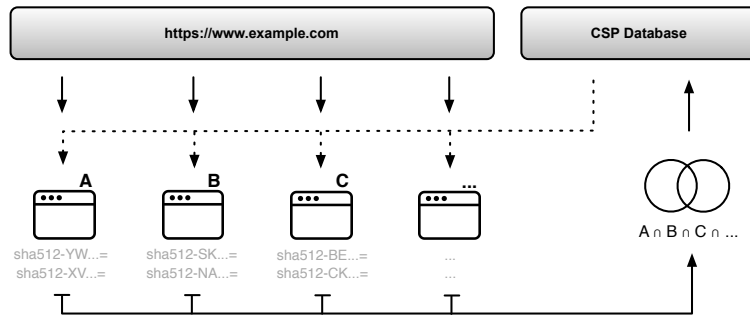 https://www.example.com
CSP Database
A
B
C
...
sha512-YW...=
sha512-SK...=
sha512-BE...=
...
sha512-XV...=
sha512-NA...=
sha512-CK...=
...
A ∩ B ∩ C ∩ ...